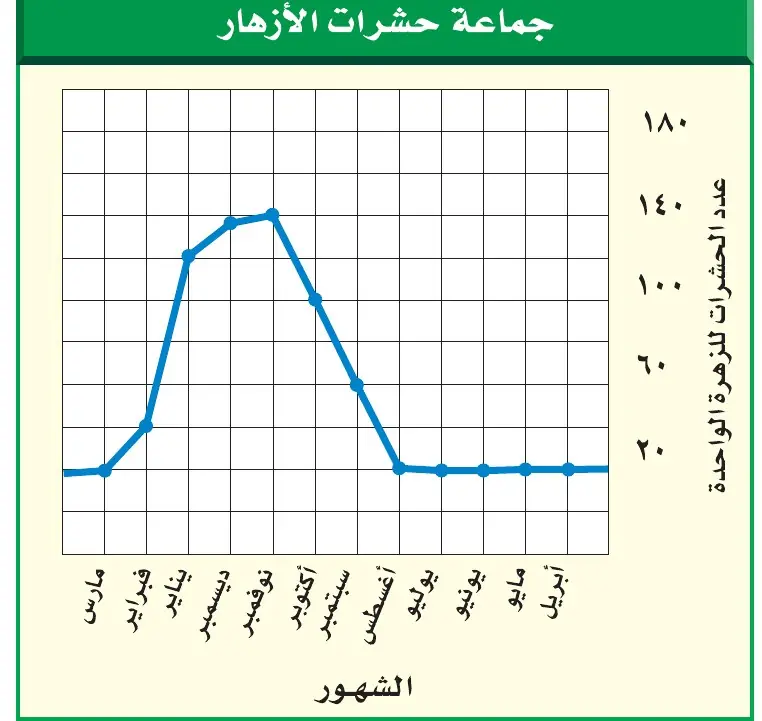 جماعة حشرات الأزهار
عدد الحشرات للزهرة الواحدة
١٨٠
١٤٠
١٠٠
٦٠
٢٠
أبريل
مايو
يونيو
يوليو
أغسطس
سبتمبر
أكتوبر
نوفمبر
ديسمبر
يناير
فبراير
مارس
الشهور